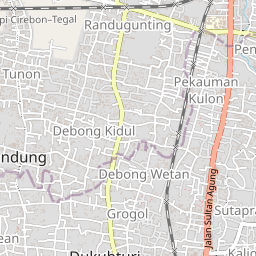 pi Cirebon–Tegal
Randugunting
Pen
Tunon
Pekauman
Kulon
Debong Kidul
ndung
Debong Wetan
Jalan Sultan Agung
Grogol
Sutapra
ean
Dukuhturi
Kalig